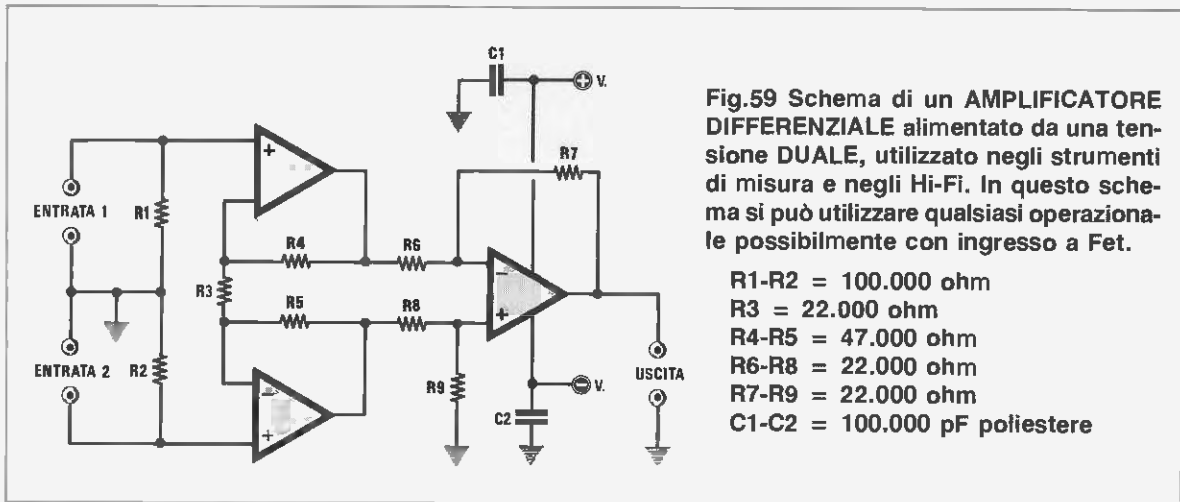 C1
+ V.
R7
+
ENTRATA 1
R1
R4
R6
−
R3
R5
R8
+
ENTRATA 2
R2
−
R9
− V.
USCITA
+
C2
Fig.59 Schema di un AMPLIFICATORE
DIFFERENZIALE alimentato da una ten-
sione DUALE, utilizzato negli strumenti
di misura e negli Hi-Fi. In questo sche-
ma si può utilizzare qualsiasi operaziona-
le possibilmente con ingresso a Fet.
R1-R2 = 100.000 ohm
R3 = 22.000 ohm
R4-R5 = 47.000 ohm
R6-R8 = 22.000 ohm
R7-R9 = 22.000 ohm
C1-C2 = 100.000 pF poliestere